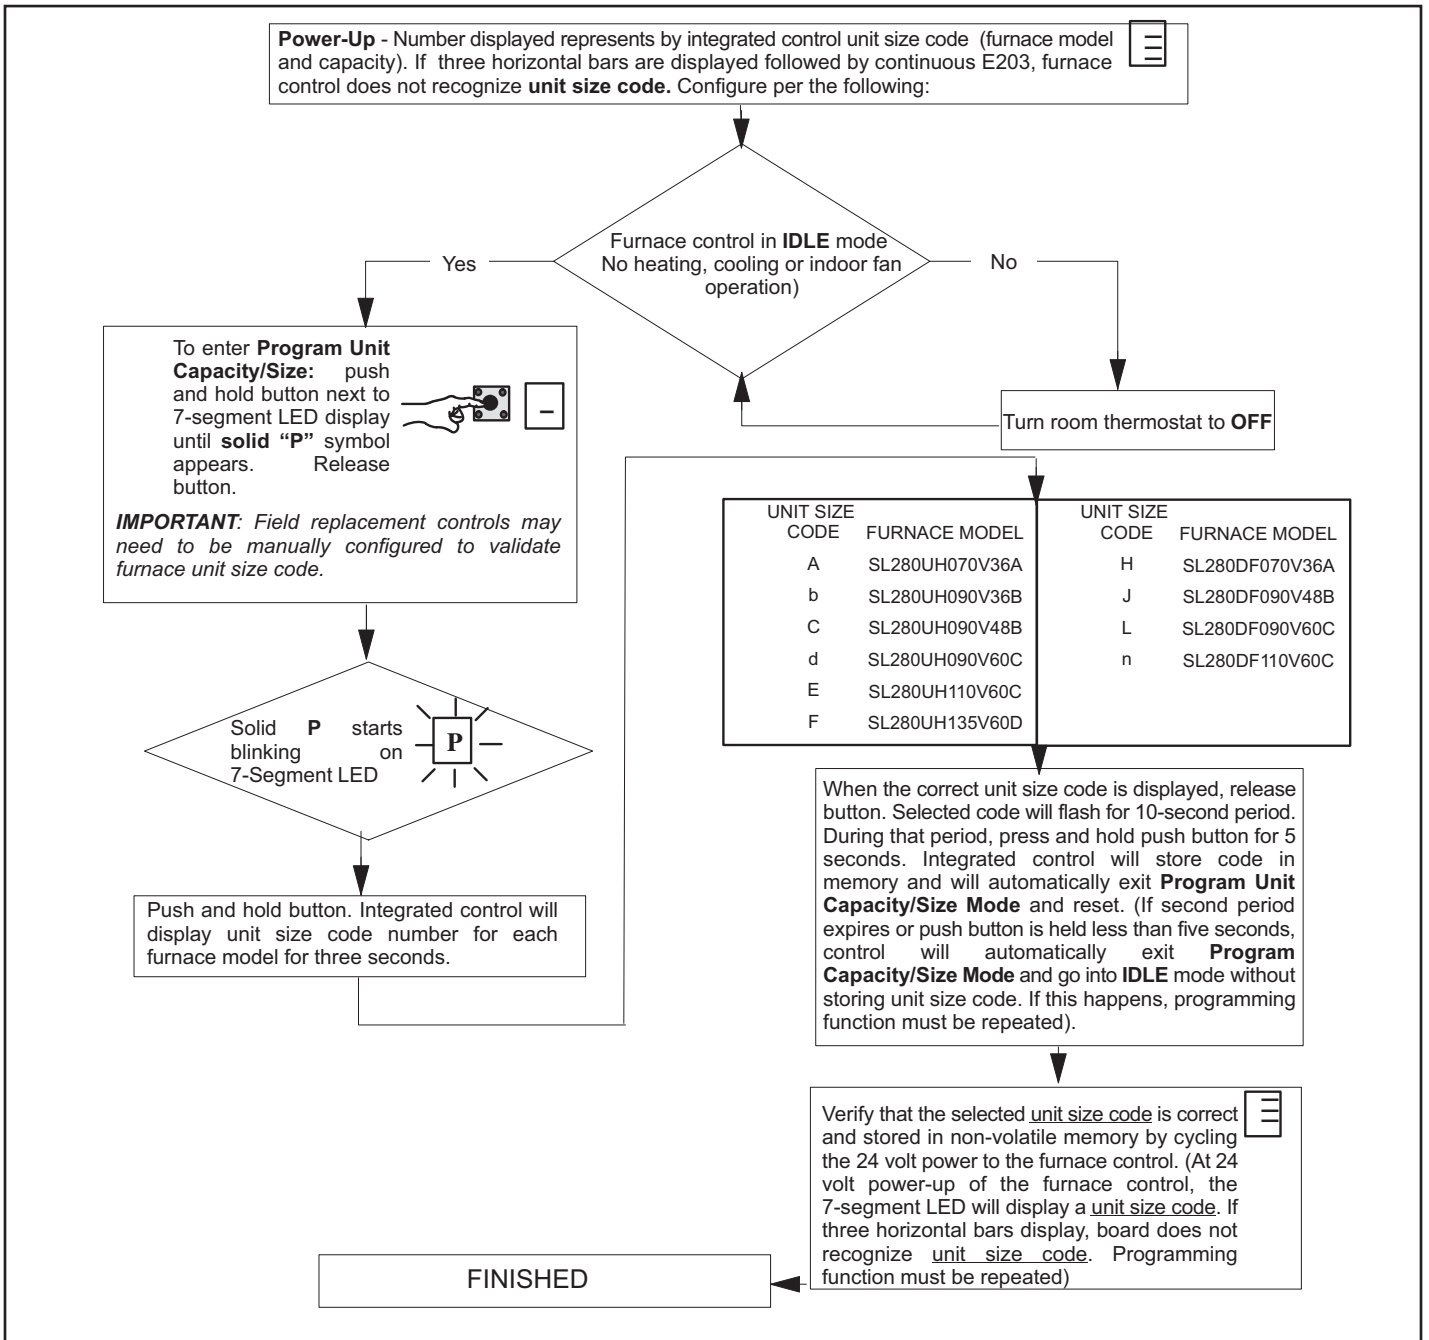 Power-Up - Number displayed represents by integrated control unit size code (furnace model
and capacity). If three horizontal bars are displayed followed by continuous E203, furnace
control does not recognize unit size code. Configure per the following:
Furnace control in IDLE mode
No heating, cooling or indoor fan
operation)
Yes
No
To enter Program Unit
Capacity/Size: push
and hold button next to
7-segment LED display
until solid “P” symbol
appears. Release
button.
IMPORTANT: Field replacement controls may
need to be manually configured to validate
furnace unit size code.
Turn room thermostat to OFF
UNIT SIZE
CODE FURNACE MODEL
A SL280UH070V36A
b SL280UH090V36B
C SL280UH090V48B
d SL280UH090V60C
E SL280UH110V60C
F SL280UH135V60D
UNIT SIZE
CODE FURNACE MODEL
H SL280DF070V36A
J SL280DF090V48B
L SL280DF090V60C
n SL280DF110V60C
Solid P starts
blinking on
7-Segment LED
P
Push and hold button. Integrated control will
display unit size code number for each
furnace model for three seconds.
When the correct unit size code is displayed, release
button. Selected code will flash for 10-second period.
During that period, press and hold push button for 5
seconds. Integrated control will store code in
memory and will automatically exit Program Unit
Capacity/Size Mode and reset. (If second period
expires or push button is held less than five seconds,
control will automatically exit Program
Capacity/Size Mode and go into IDLE mode without
storing unit size code. If this happens, programming
function must be repeated).
Verify that the selected unit size code is correct
and stored in non-volatile memory by cycling
the 24 volt power to the furnace control. (At 24
volt power-up of the furnace control, the
7-segment LED will display a unit size code. If
three horizontal bars display, board does not
recognize unit size code. Programming
function must be repeated)
FINISHED